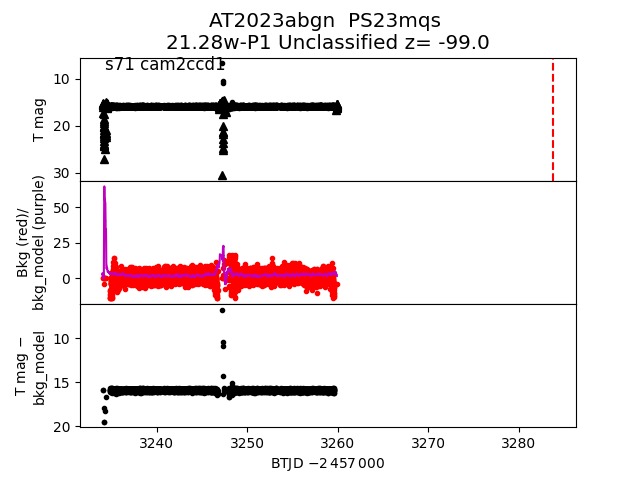 AT2023abgn  PS23mqs
21.28w-P1 Unclassified z= -99.0
s71 cam2ccd1
T mag
10
20
30
Bkg (red)/
bkg_model (purple)
50
25
0
T mag −
bkg_model
10
15
20
3240 3250 3260 3270 3280
BTJD −2 457 000